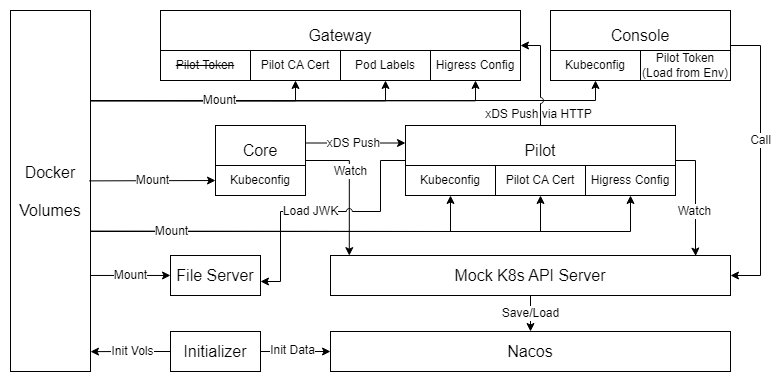 Gateway
Pilot Token
Pilot CA Cert
Pod Labels
Higress Config
Console
Kubeconfig
Pilot Token
(Load from Env)
Mount
xDS Push via HTTP
Docker
Volumes
Core
Kubeconfig
xDS Push
Watch
Pilot
Kubeconfig
Pilot CA Cert
Higress Config
Call
Mount
Load JWK
Watch
Mount
Mount
File Server
Mock K8s API Server
Save/Load
Init Vols
Initializer
Init Data
Nacos